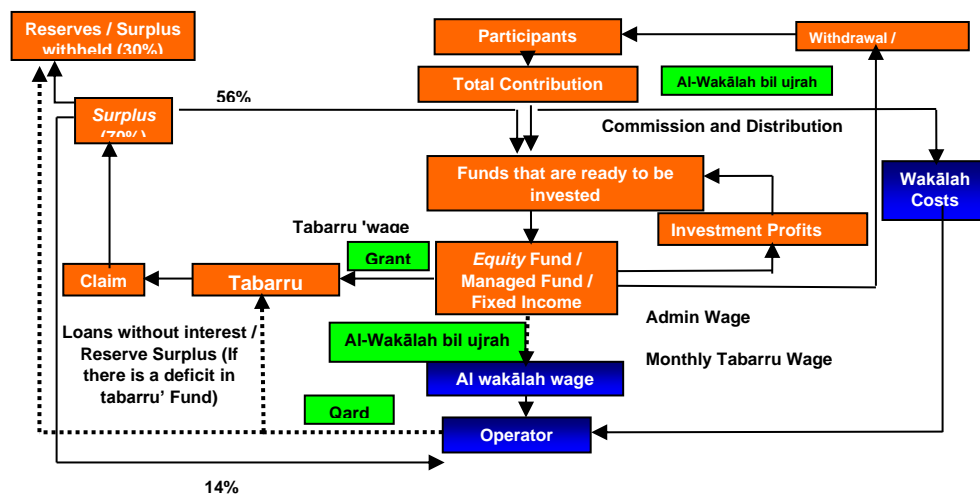 Reserves / Surplus
withheld (30%)
Participants
Withdrawal /
Total Contribution
Al-Wakālah bil ujrah
56%
Surplus
(70%)
Commission and Distribution
Funds that are ready to be
invested
Wakālah
Costs
Tabarru 'wage
Investment Profits
Grant
Equity Fund /
Managed Fund /
Fixed Income
Claim
Tabarru
Admin Wage
Loans without interest /
Reserve Surplus (If
there is a deficit in
tabarru' Fund)
Al-Wakālah bil ujrah
Monthly Tabarru Wage
Al wakālah wage
Qard
Operator
14%